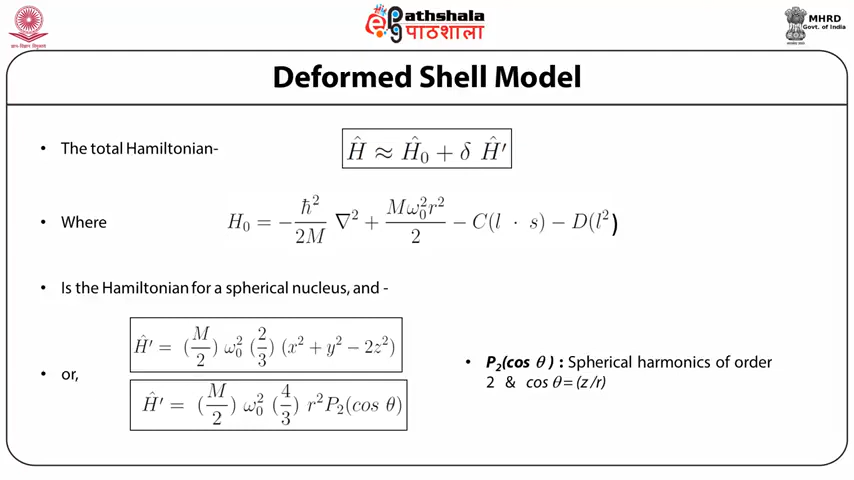 ePathshala
पाठशाला
MHRD
Govt. of India
Deformed Shell Model
• The total Hamiltonian- Ĥ ≈ Ĥ₀ + δ Ĥ′
• Where H₀ = −ħ²/2M ∇² + Mω₀²r²/2 − C(l · s) − D(l²)
• Is the Hamiltonian for a spherical nucleus, and -
Ĥ′ = (M/2) ω₀² (2/3) (x² + y² − 2z²)
• or,
Ĥ′ = (M/2) ω₀² (4/3) r²P₂(cos θ)
• P₂(cos θ ) : Spherical harmonics of order
2 & cos θ = (z /r)